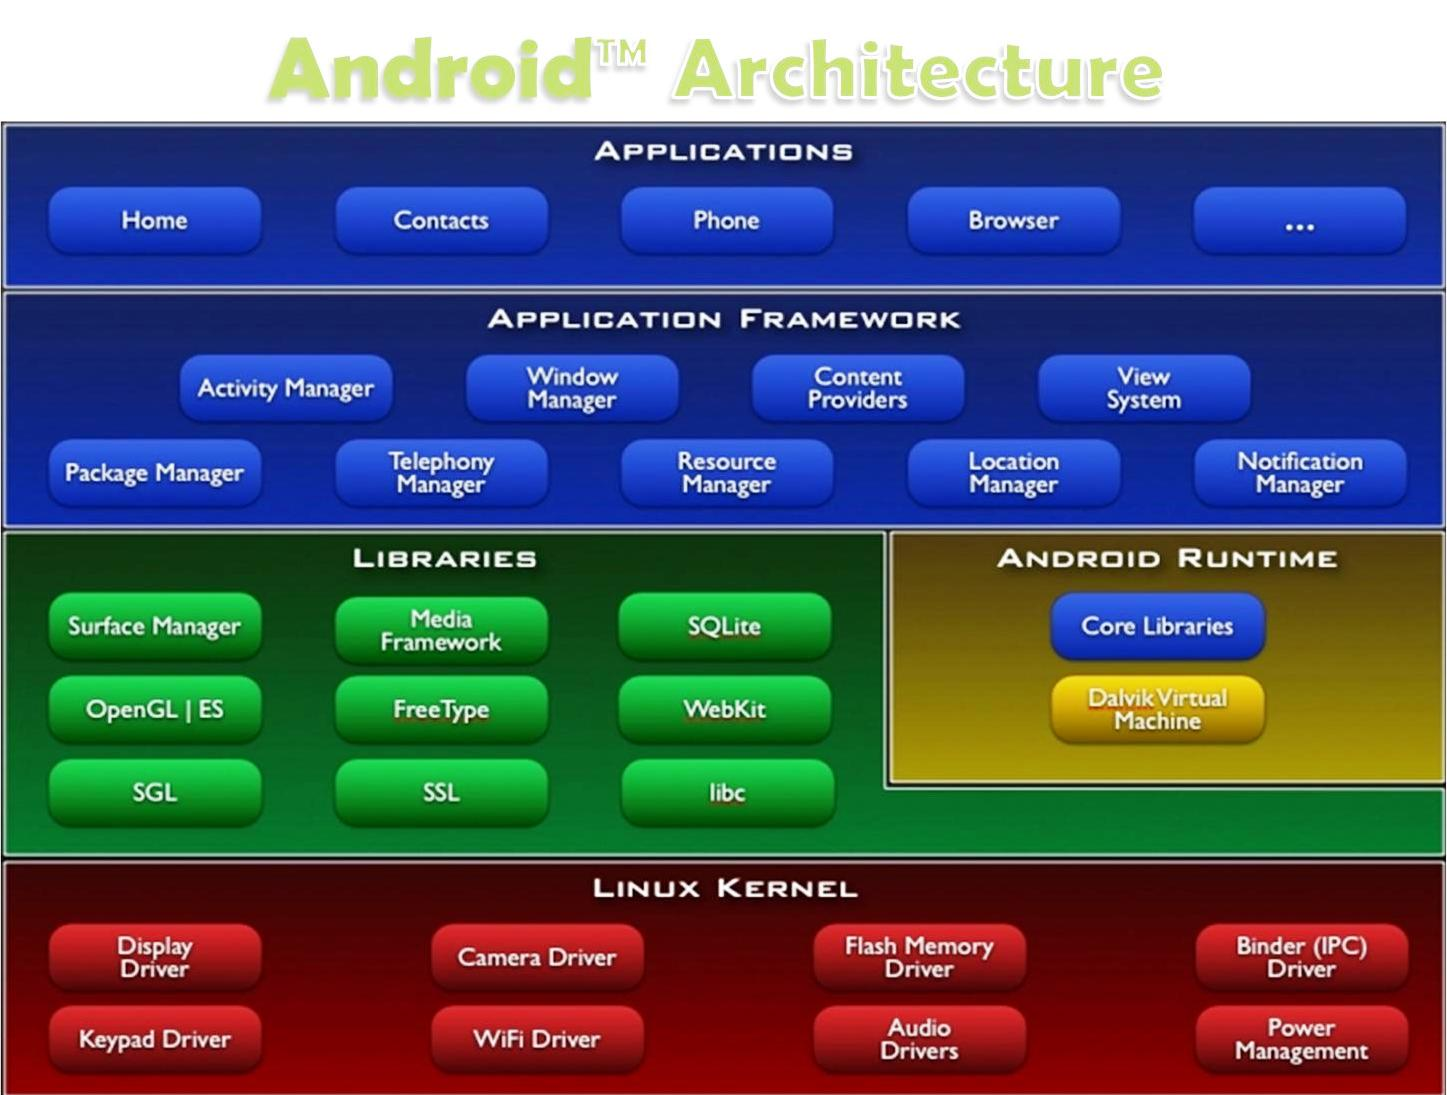 Android™ Architecture
APPLICATIONS
Home
Contacts
Phone
Browser
...
APPLICATION FRAMEWORK
Activity Manager
Window
Manager
Content
Providers
View
System
Package Manager
Telephony
Manager
Resource
Manager
Location
Manager
Notification
Manager
LIBRARIES
Surface Manager
Media
Framework
SQLite
OpenGL | ES
FreeType
WebKit
SGL
SSL
libc
ANDROID RUNTIME
Core Libraries
Dalvik Virtual
Machine
LINUX KERNEL
Display
Driver
Camera Driver
Flash Memory
Driver
Binder (IPC)
Driver
Keypad Driver
WiFi Driver
Audio
Drivers
Power
Management